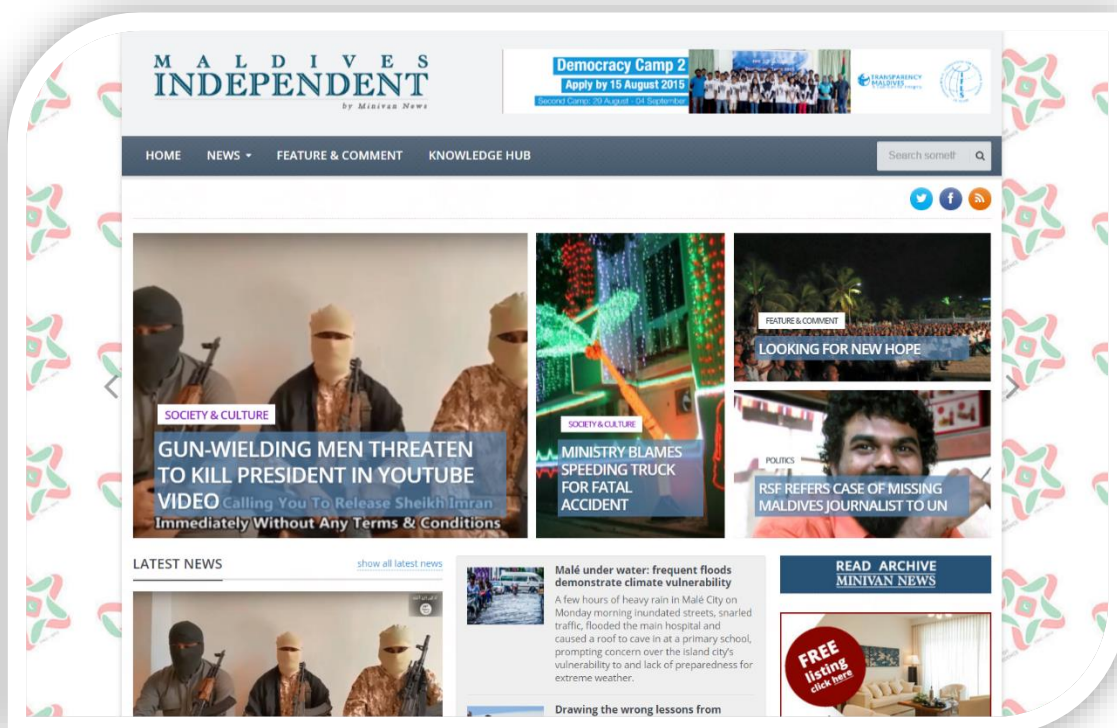 MALDIVES
INDEPENDENT
by Minivan News
Democracy Camp 2
Apply by 15 August 2015
Second Camp: 29 August - 04 September
TRANSPARENCY
MALDIVES
HOME NEWS FEATURE & COMMENT KNOWLEDGE HUB
Search someth
SOCIETY & CULTURE
GUN-WIELDING MEN THREATEN
TO KILL PRESIDENT IN YOUTUBE
VIDEO
Calling You To Release Sheikh Imran
Immediately Without Any Terms & Conditions
SOCIETY & CULTURE
MINISTRY BLAMES
SPEEDING TRUCK
FOR FATAL
ACCIDENT
FEATURE & COMMENT
LOOKING FOR NEW HOPE
POLITICS
RSF REFERS CASE OF MISSING
MALDIVES JOURNALIST TO UN
LATEST NEWS
show all latest news
Malé under water: frequent floods
demonstrate climate vulnerability
A few hours of heavy rain in Malé City on
Monday morning inundated streets, snarled
traffic, flooded the main hospital and
caused a roof to cave in at a primary school,
prompting concern over the island city's
vulnerability to and lack of preparedness for
extreme weather.
Drawing the wrong lessons from
READ ARCHIVE
MINIVAN NEWS
FREE
listing
click here